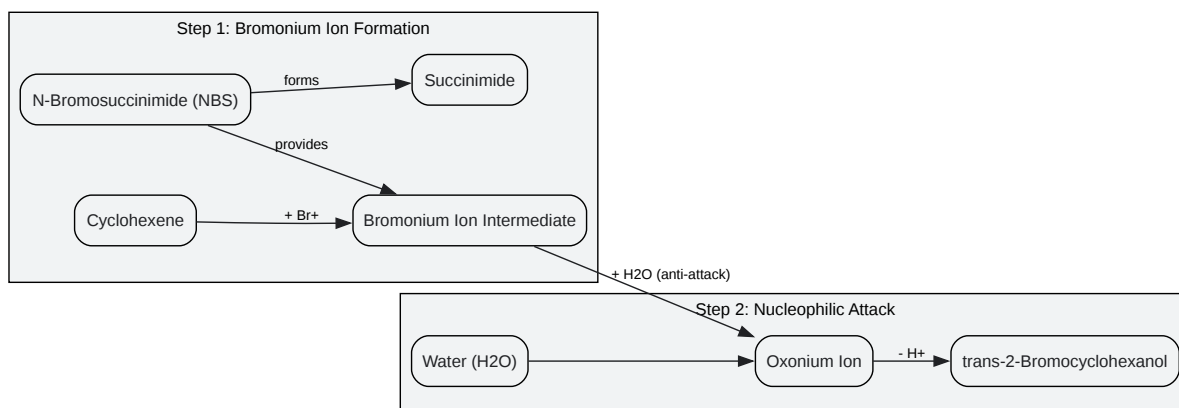 Step 1: Bromonium Ion Formation
N-Bromosuccinimide (NBS)
forms
Succinimide
provides
Cyclohexene
+ Br+
Bromonium Ion Intermediate
+ H2O (anti-attack)
Step 2: Nucleophilic Attack
Water (H2O)
Oxonium Ion
- H+
trans-2-Bromocyclohexanol